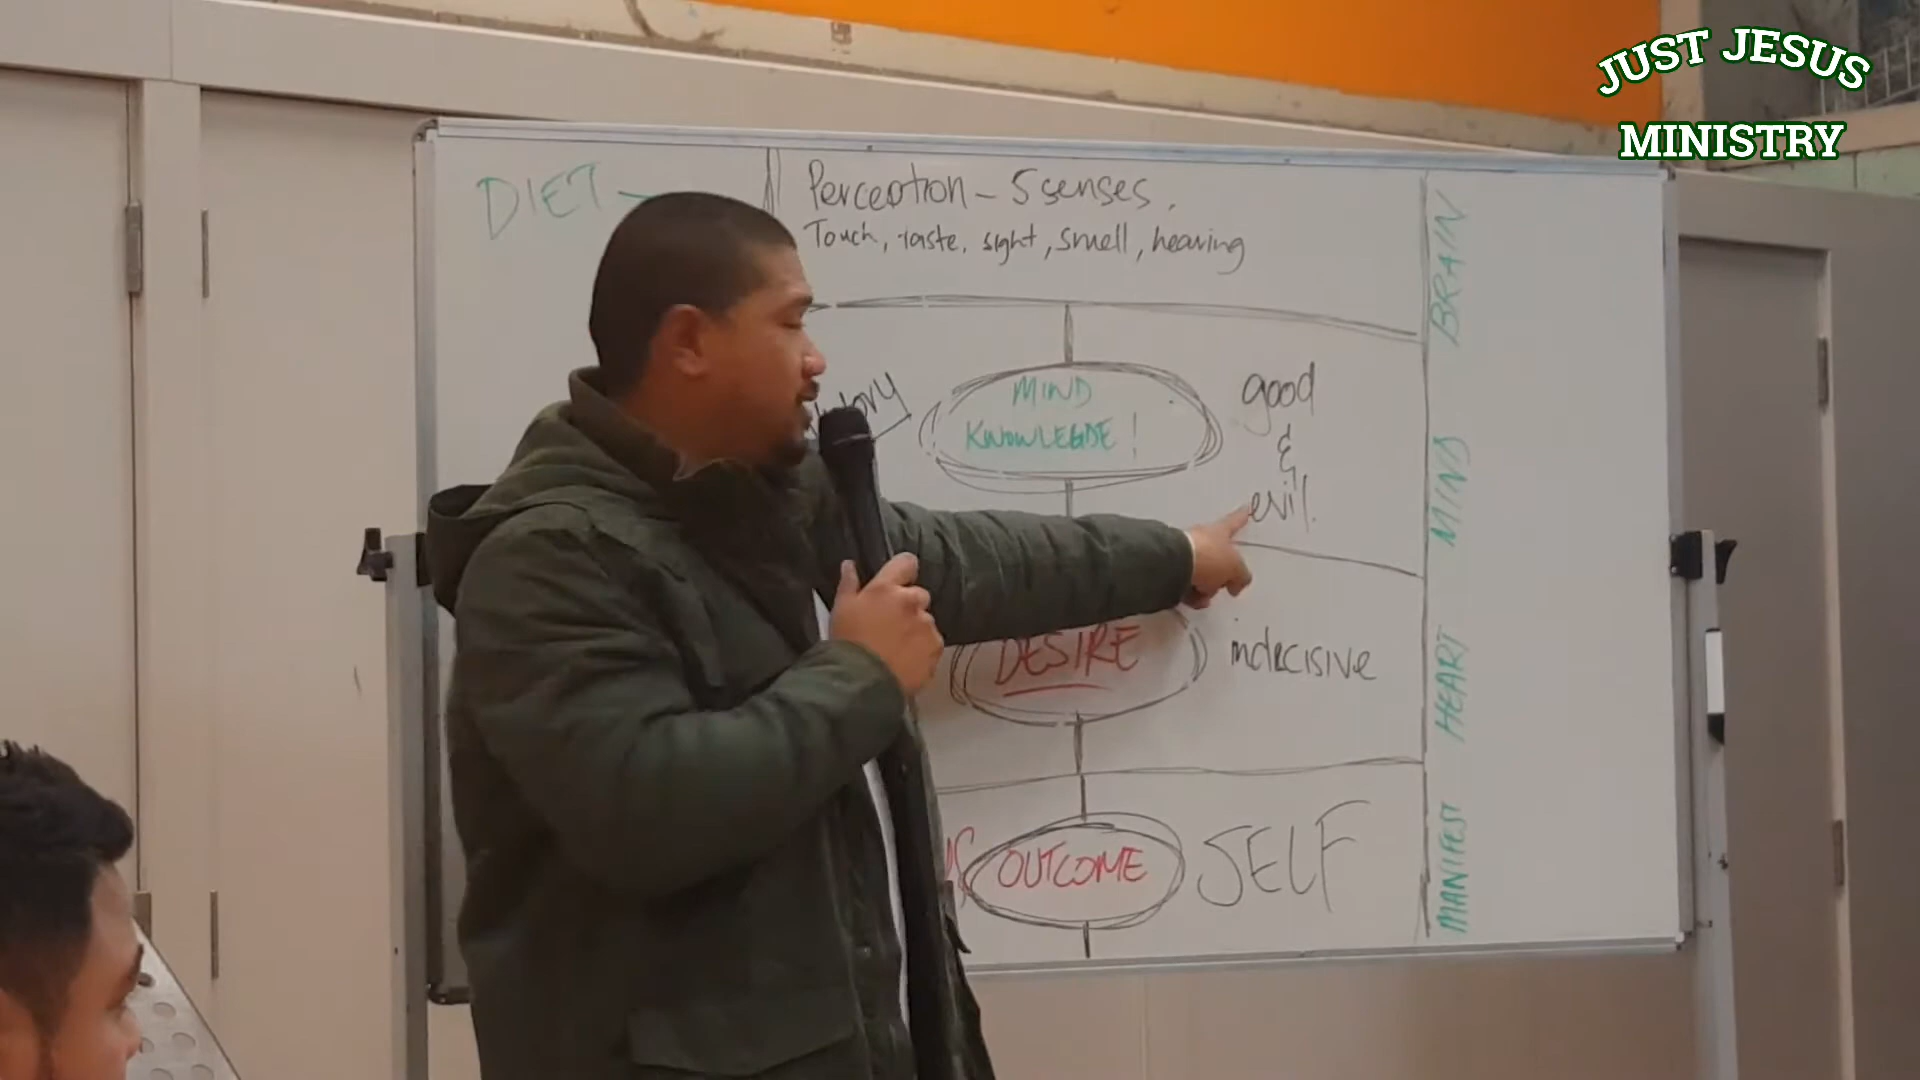 JUST JESUS
MINISTRY
DIET -
Perception - 5 senses.
Touch, taste, sight, smell, hearing
BRAIN
MIND
KNOWLEGDE!
good
&
evil.
MIND
DESIRE
indecisive
HEART
OUTCOME
SELF
MANIFEST